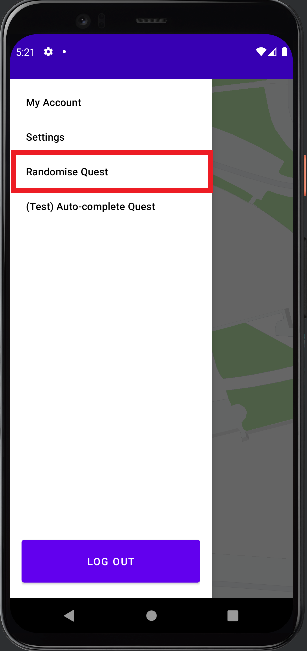 5:21
My Account
Settings
Randomise Quest
(Test) Auto-complete Quest
LOG OUT